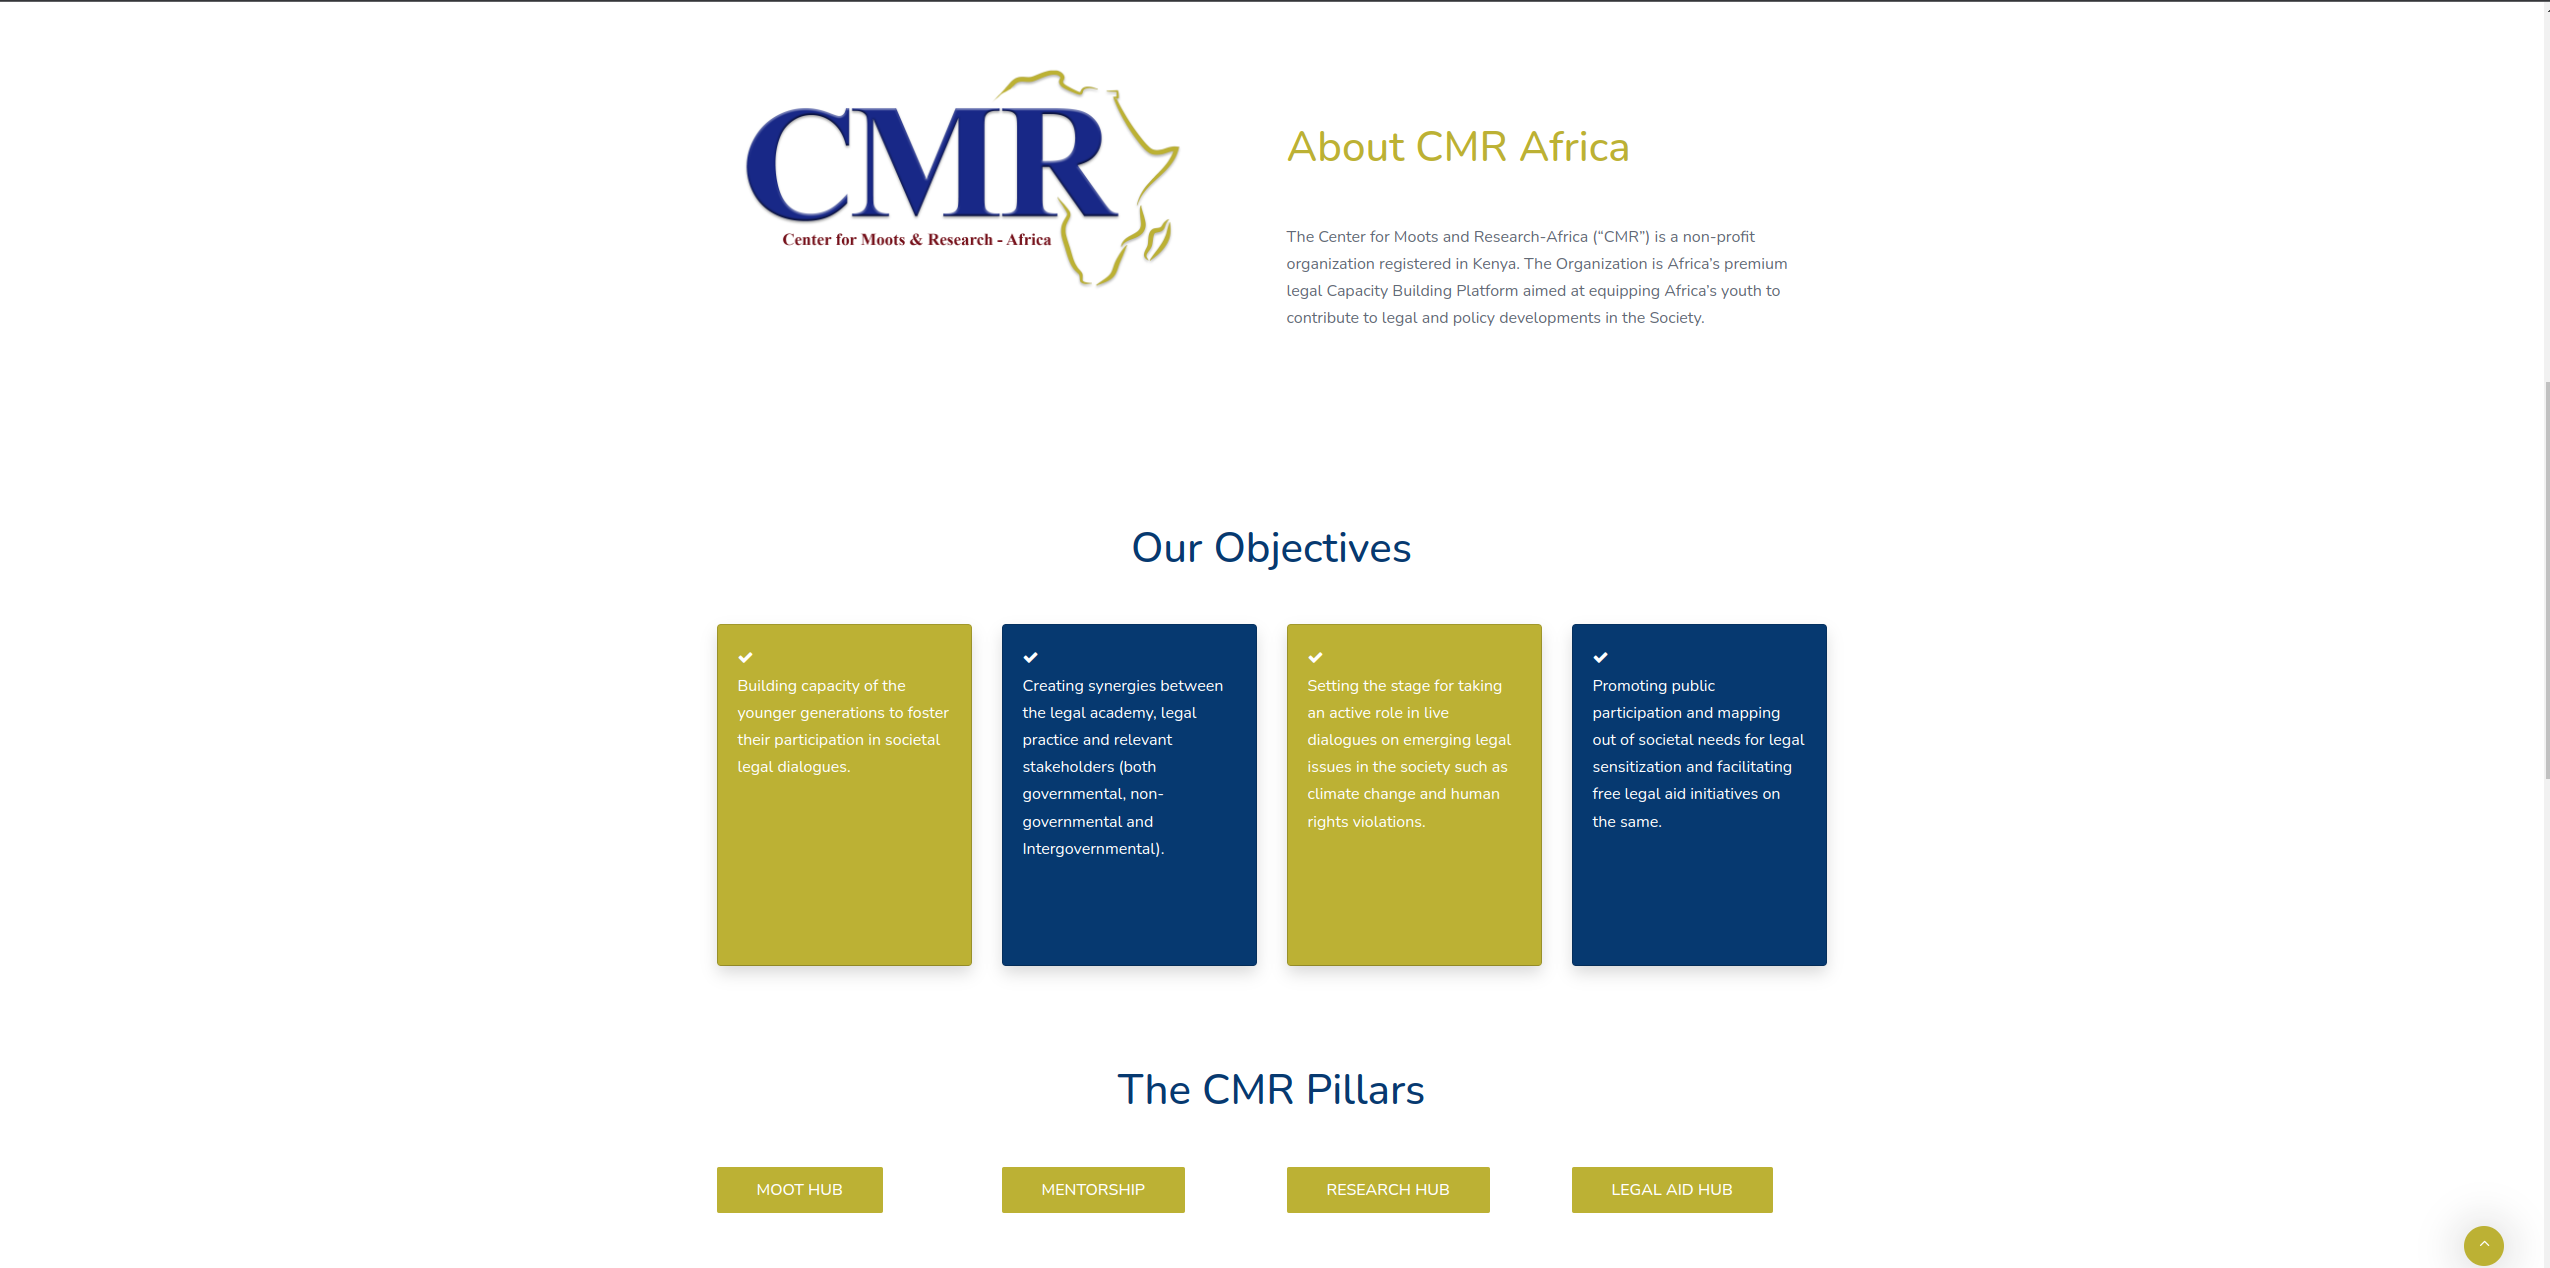 CMR
Center for Moots & Research - Africa
About CMR Africa
The Center for Moots and Research-Africa (“CMR”) is a non-profit
organization registered in Kenya. The Organization is Africa’s premium
legal Capacity Building Platform aimed at equipping Africa’s youth to
contribute to legal and policy developments in the Society.
Our Objectives
Building capacity of the
younger generations to foster
their participation in societal
legal dialogues.
Creating synergies between
the legal academy, legal
practice and relevant
stakeholders (both
governmental, non-
governmental and
Intergovernmental).
Setting the stage for taking
an active role in live
dialogues on emerging legal
issues in the society such as
climate change and human
rights violations.
Promoting public
participation and mapping
out of societal needs for legal
sensitization and facilitating
free legal aid initiatives on
the same.
The CMR Pillars
MOOT HUB
MENTORSHIP
RESEARCH HUB
LEGAL AID HUB